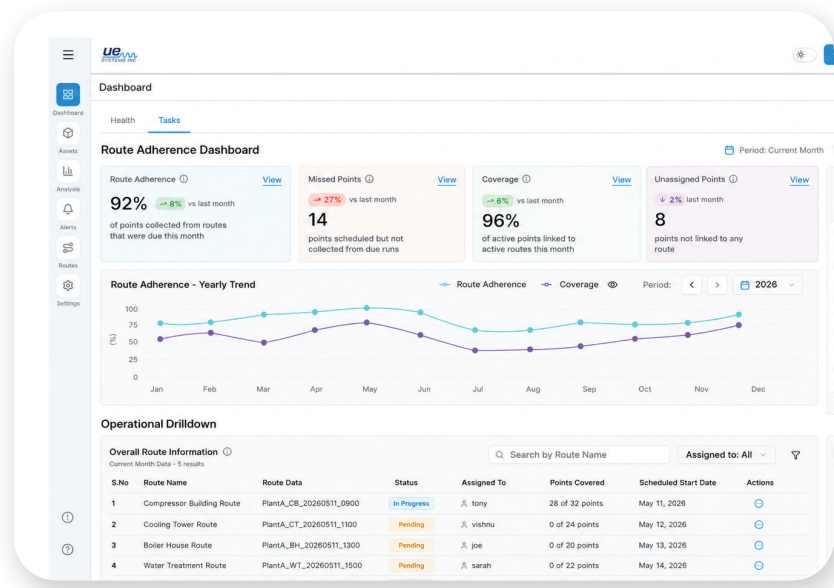 ue
SYSTEMS INC
Dashboard
Dashboard
Assets
Analysis
Alerts
Routes
Settings
Health
Tasks
Route Adherence Dashboard
Period: Current Month
Route Adherence
View
92%
8%
vs last month
of points collected from routes
that were due this month
Missed Points
View
27%
vs last month
14
points scheduled but not
collected from due runs
Coverage
View
6%
vs last month
96%
of active points linked to
active routes this month
Unassigned Points
View
2%
last month
8
points not linked to any
route
Route Adherence - Yearly Trend
Route Adherence
Coverage
Period:
2026
(%)
100
75
50
25
0
Jan Feb Mar Apr May Jun Jul Aug Sep Oct Nov Dec
Operational Drilldown
Overall Route Information
Current Month Data - 5 results
Search by Route Name
Assigned to: All
S.No Route Name Route Data Status Assigned To Points Covered Scheduled Start Date Actions
1 Compressor Building Route PlantA_CB_20260511_0900 In Progress tony 28 of 32 points May 11, 2026
2 Cooling Tower Route PlantA_CT_20260511_1100 Pending vishnu 0 of 24 points May 12, 2026
3 Boiler House Route PlantA_BH_20260511_1300 Pending joe 0 of 20 points May 13, 2026
4 Water Treatment Route PlantA_WT_20260511_1500 Pending sarah 0 of 22 points May 14, 2026